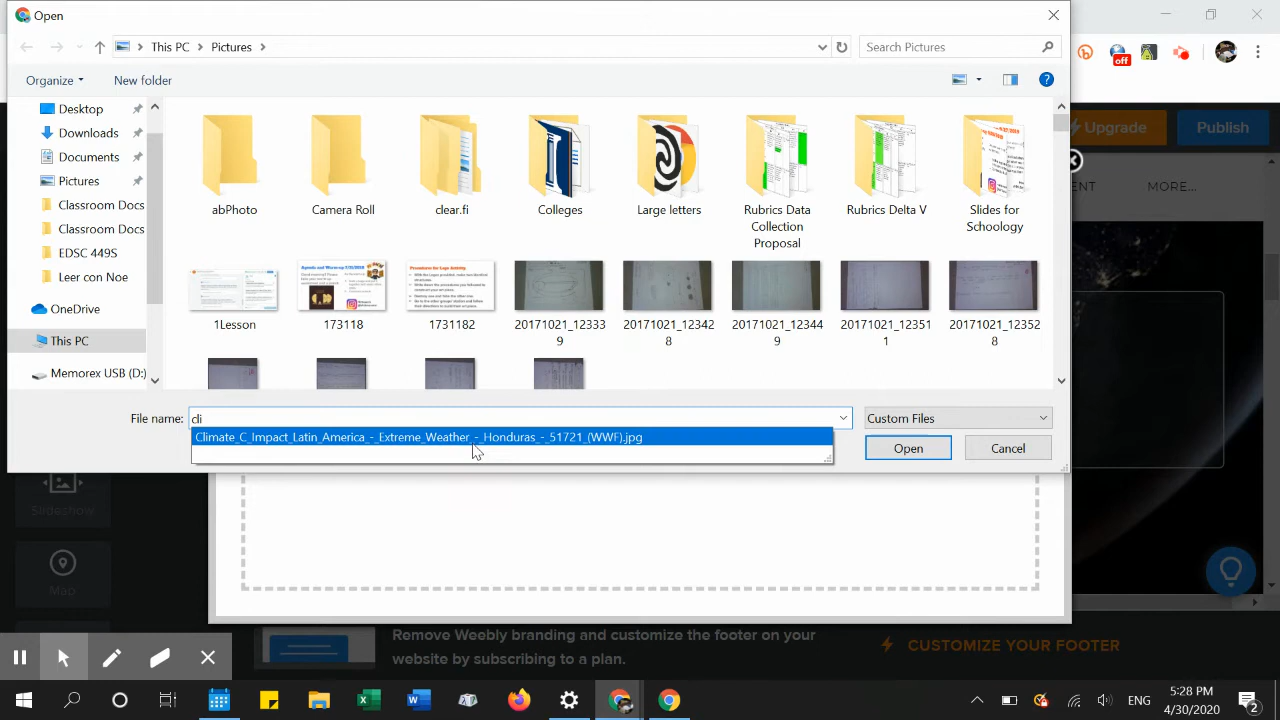 Open
This PC > Pictures >
Search Pictures
Organize
New folder
Desktop
Downloads
Documents
Pictures
Classroom Docs
Classroom Docs
EDSC 449S
en Noe
OneDrive
This PC
Memorex USB (D:)
abPhoto
Camera Roll
clear.fi
Colleges
Large letters
Rubrics Data
Collection
Proposal
Rubrics Delta V
Slides for
Schoology
1Lesson
173118
1731182
20171021_12333
9
20171021_12342
8
20171021_12344
9
20171021_12351
1
20171021_12352
8
File name:
cli
Custom Files
Climate_C_Impact_Latin_America_-_Extreme_Weather_-_Honduras_-_51721_(WWF).jpg
Open
Cancel
off
Upgrade
Publish
ENT
MORE...
Slideshow
Map
Remove Weebly branding and customize the footer on your
website by subscribing to a plan.
CUSTOMIZE YOUR FOOTER
ENG
5:28 PM
4/30/2020
2